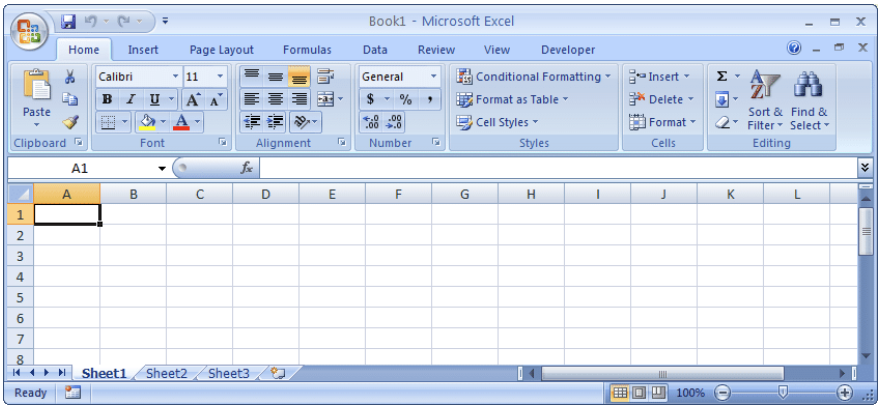 Book1 - Microsoft Excel
Home Insert Page Layout Formulas Data Review View Developer
Calibri 11 General Conditional Formatting Insert Σ
Paste B I U A A $ % , Format as Table Delete Sort & Find &
A .00 .0 Cell Styles Format Filter Select
Clipboard Font Alignment Number Styles Cells Editing
A1 fx
A B C D E F G H I J K L
1
2
3
4
5
6
7
8
Sheet1 Sheet2 Sheet3
Ready 100%